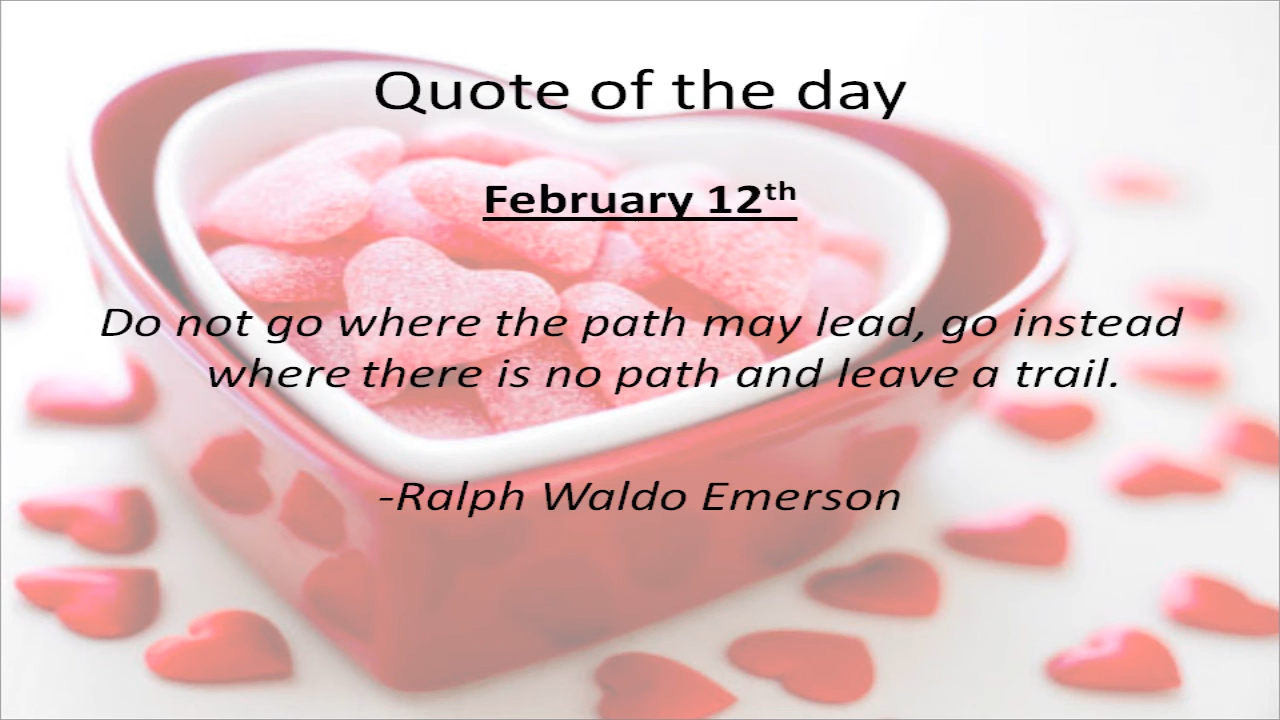 Quote of the day
February 12th
Do not go where the path may lead, go instead
where there is no path and leave a trail.
-Ralph Waldo Emerson